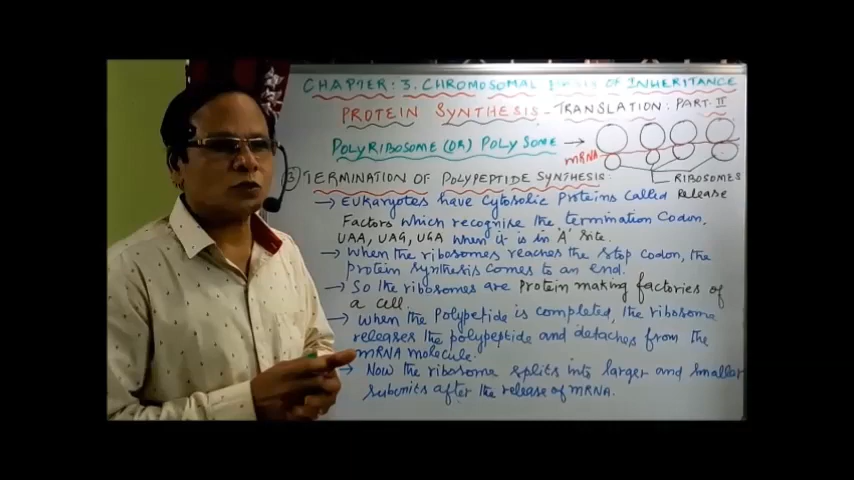 CHAPTER: 3. CHROMOSOMAL OF INHERITANCE
PROTEIN SYNTHESIS - TRANSLATION: PART-II
POLYRIBOSOME (OR) POLYSOME →
mRNA
RIBOSOMES
③ TERMINATION OF POLYPEPTIDE SYNTHESIS:
→ Eukaryotes have cytosolic proteins called Release
Factors which recognise the termination codon,
UAA, UAG, UGA when it is in 'A' site.
→ When the ribosomes reaches the stop codon, the
protein synthesis comes to an end.
→ So the ribosomes are protein making factories of
a cell.
→ When the polypetide is completed, the ribosome
releases the polypeptide and detaches from the
mRNA molecule.
→ Now the ribosome splits into larger and smaller
subunits after the release of mRNA.